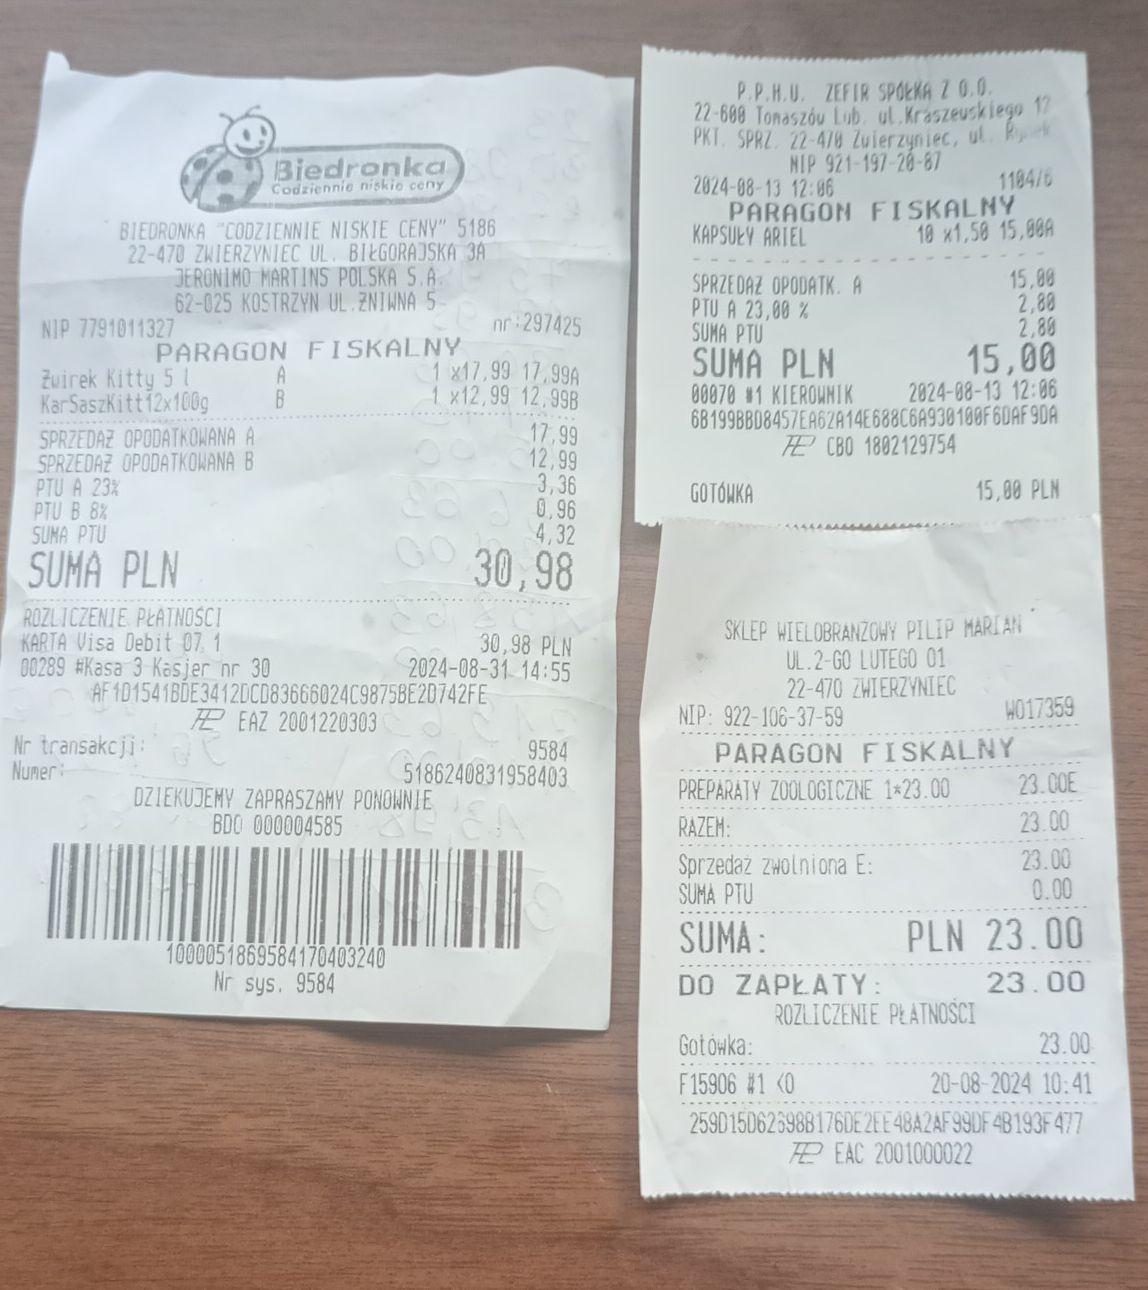 Biedronka
Codziennie niskie ceny
BIEDRONKA "CODZIENNIE NISKIE CENY" 5186
22-470 ZWIERZYNIEC UL. BIŁGORAJSKA 3A
JERONIMO MARTINS POLSKA S.A.
62-025 KOSTRZYN UL.ŻNIWNA 5
NIP 7791011327 nr:297425
PARAGON FISKALNY
Żwirek Kitty 5 l A 1 x17,99 17,99A
KarSaszKitt12x100g B 1 x12,99 12,99B
SPRZEDAŻ OPODATKOWANA A 17,99
SPRZEDAŻ OPODATKOWANA B 12,99
PTU A 23% 3,36
PTU B 8% 0,96
SUMA PTU 4,32
SUMA PLN 30,98
ROZLICZENIE PŁATNOŚCI
KARTA Visa Debit 07.1 30,98 PLN
00289 #Kasa 3 Kasjer nr 30 2024-08-31 14:55
AF1D1541BDE3412DCD83666024C9875BE2D742FE
EAZ 2001220303
Nr transakcji: 9584
Numer: 5186240831958403
DZIEKUJEMY ZAPRASZAMY PONOWNIE
BDO 000004585
1000051869584170403240
Nr sys. 9584
P.P.H.U. ZEFIR SPÓŁKA Z O.O.
22-600 Tomaszów Lub. ul.Kraszewskiego 17
PKT. SPRZ. 22-470 Zwierzyniec, ul. Rynek
NIP 921-197-20-87
2024-08-13 12:06 1104/6
PARAGON FISKALNY
KAPSUŁY ARIEL 10 x1,50 15,00A
SPRZEDAŻ OPODATK. A 15,00
PTU A 23,00 % 2,80
SUMA PTU 2,80
SUMA PLN 15,00
00070 #1 KIEROWNIK 2024-08-13 12:06
6B199BBD8457EA62A14E688C6A930100F6DAF9DA
CBO 1802129754
GOTÓWKA 15,00 PLN
SKLEP WIELOBRANŻOWY PILIP MARIAN
UL.2-GO LUTEGO 01
22-470 ZWIERZYNIEC
NIP: 922-106-37-59 W017359
PARAGON FISKALNY
PREPARATY ZOOLOGICZNE 1*23.00 23.00E
RAZEM: 23.00
Sprzedaż zwolniona E: 23.00
SUMA PTU 0.00
SUMA: PLN 23.00
DO ZAPŁATY: 23.00
ROZLICZENIE PŁATNOŚCI
Gotówka: 23.00
F15906 #1 <0 20-08-2024 10:41
259D15D62698B176DE2EE48A2AF99DF4B193F477
EAC 2001000022